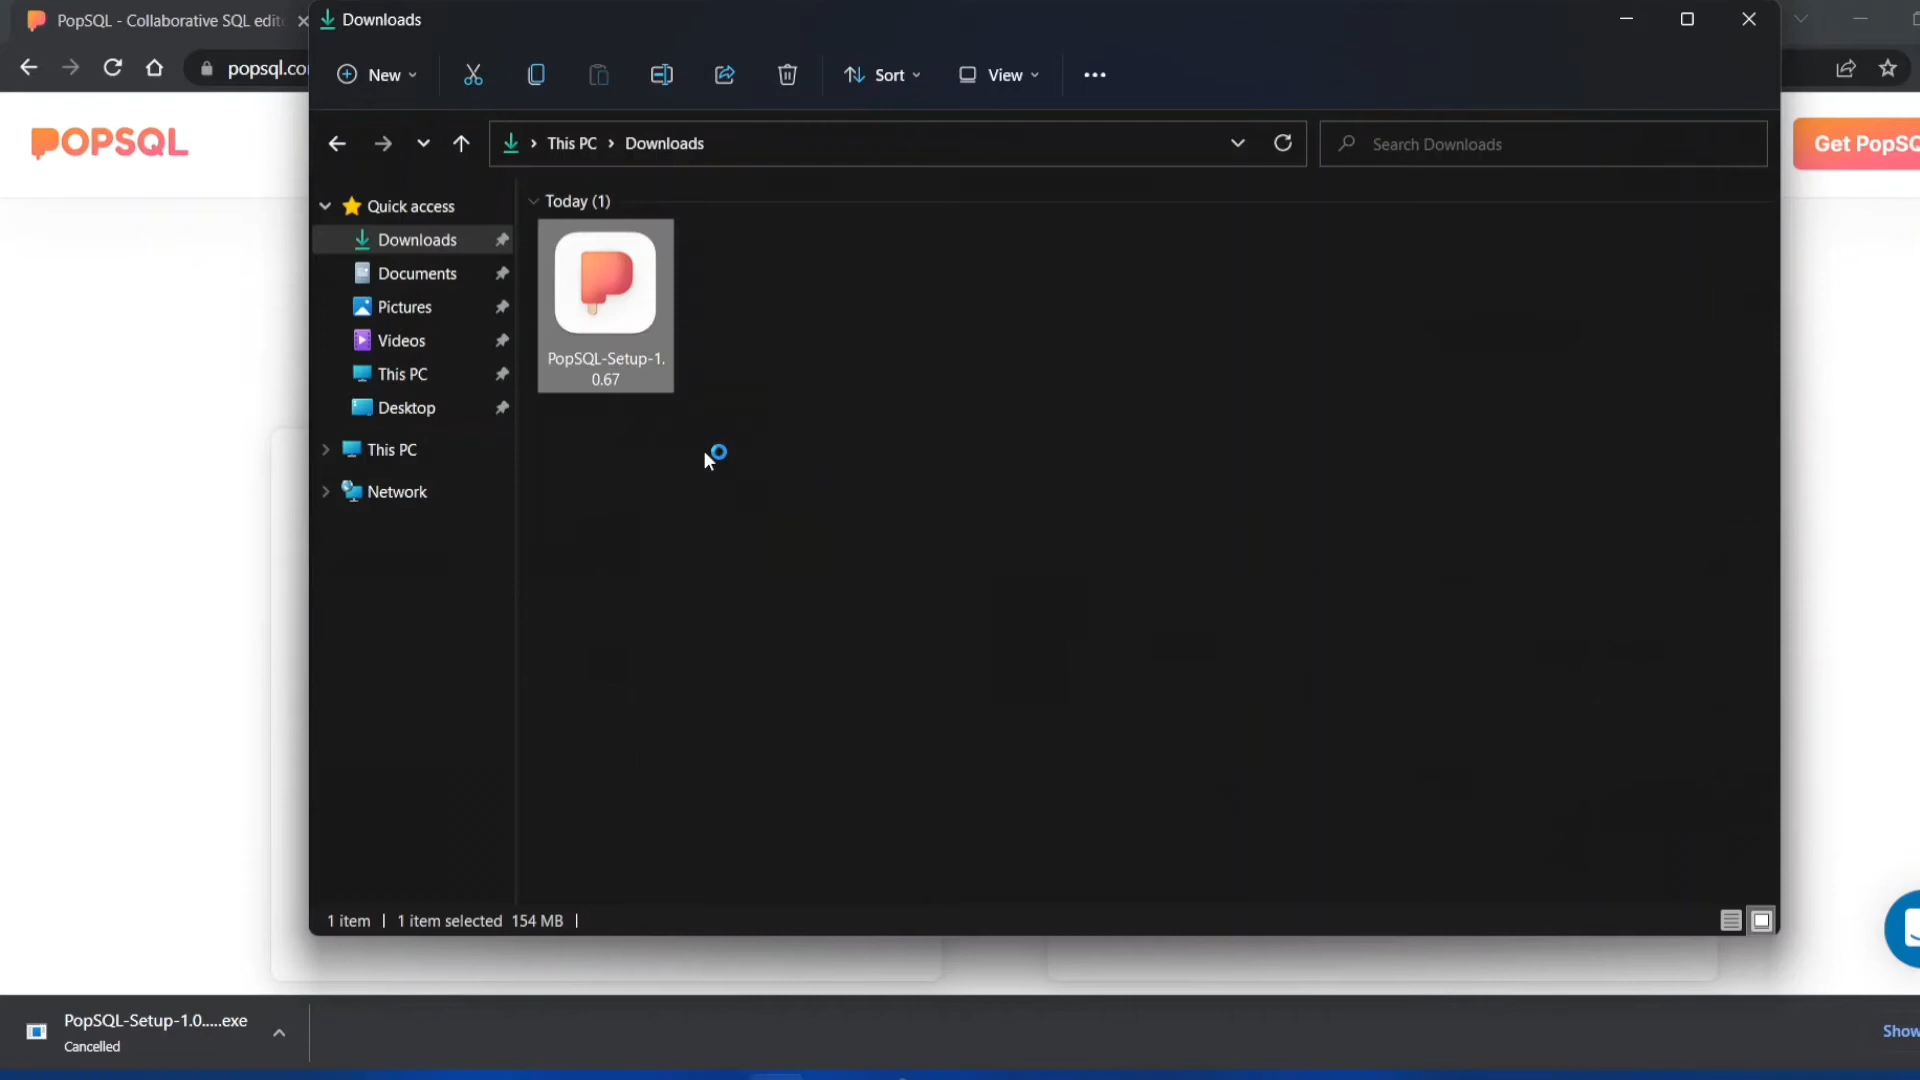 PopSQL - Collaborative SQL edit
Downloads
popsql.co
New
Sort
View
POPSQL
This PC > Downloads
Search Downloads
Get PopSQ
Quick access
Today (1)
Downloads
Documents
Pictures
Videos
This PC
Desktop
This PC
Network
PopSQL-Setup-1.
0.67
1 item | 1 item selected 154 MB |
PopSQL-Setup-1.0.....exe
Cancelled
Show